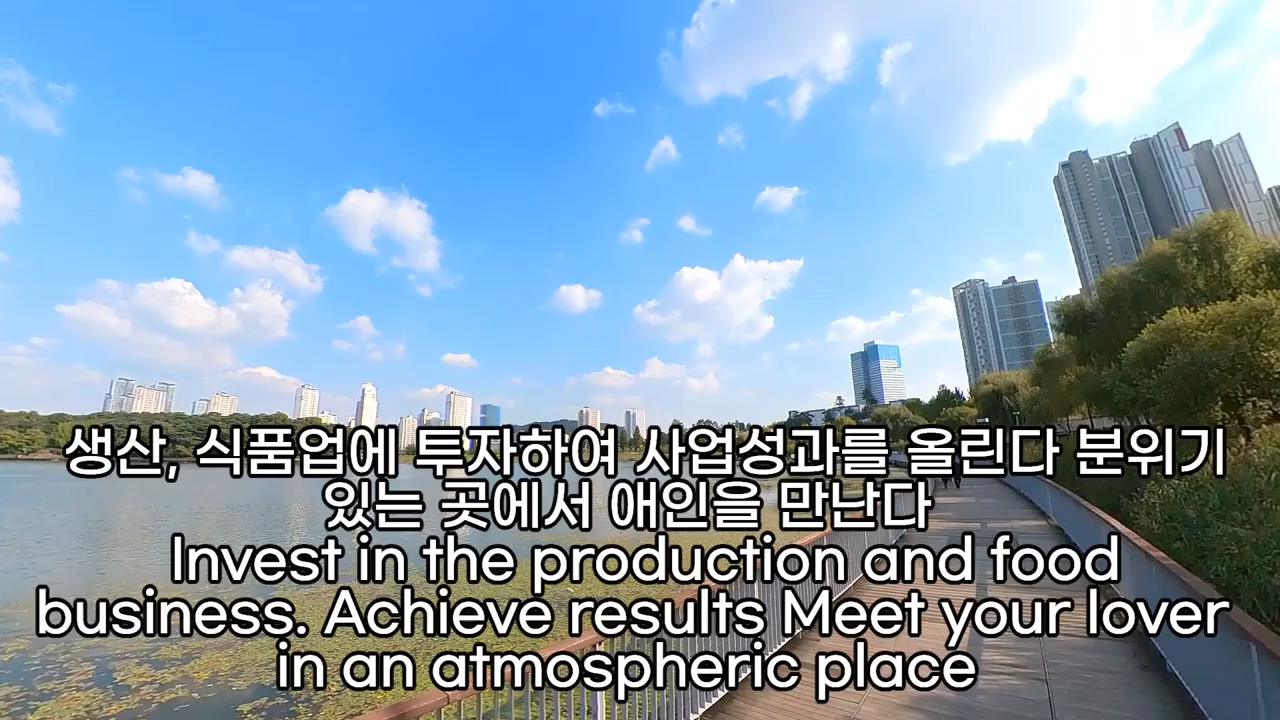 생산, 식품업에 투자하여 사업성과를 올린다 분위기
있는 곳에서 애인을 만난다
Invest in the production and food
business. Achieve results Meet your lover
in an atmospheric place